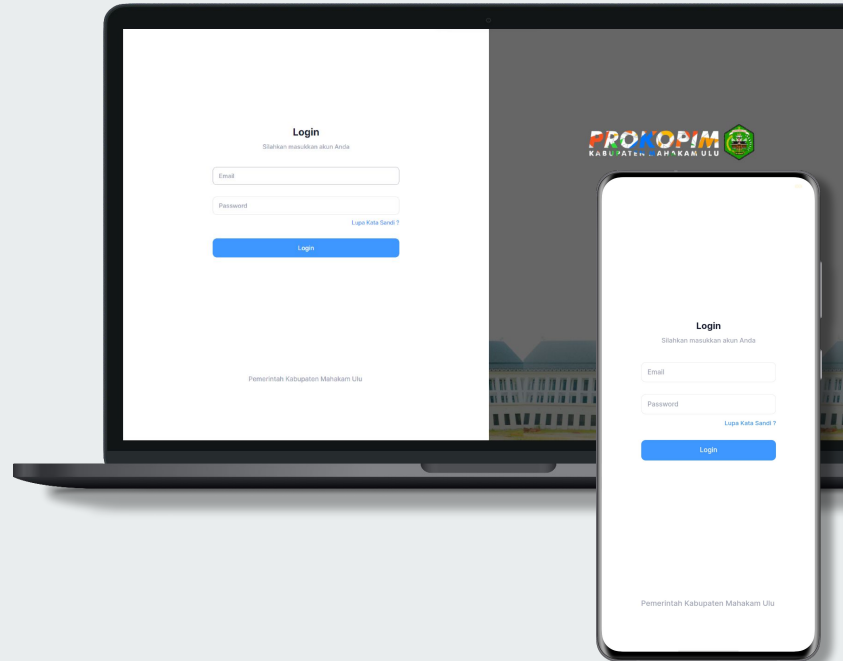 Login
Silahkan masukkan akun Anda
Email
Password
Lupa Kata Sandi ?
Login
Pemerintah Kabupaten Mahakam Ulu
PROKOPIM
KABUPATEN MAHAKAM ULU
Login
Silahkan masukkan akun Anda
Email
Password
Lupa Kata Sandi ?
Login
Pemerintah Kabupaten Mahakam Ulu